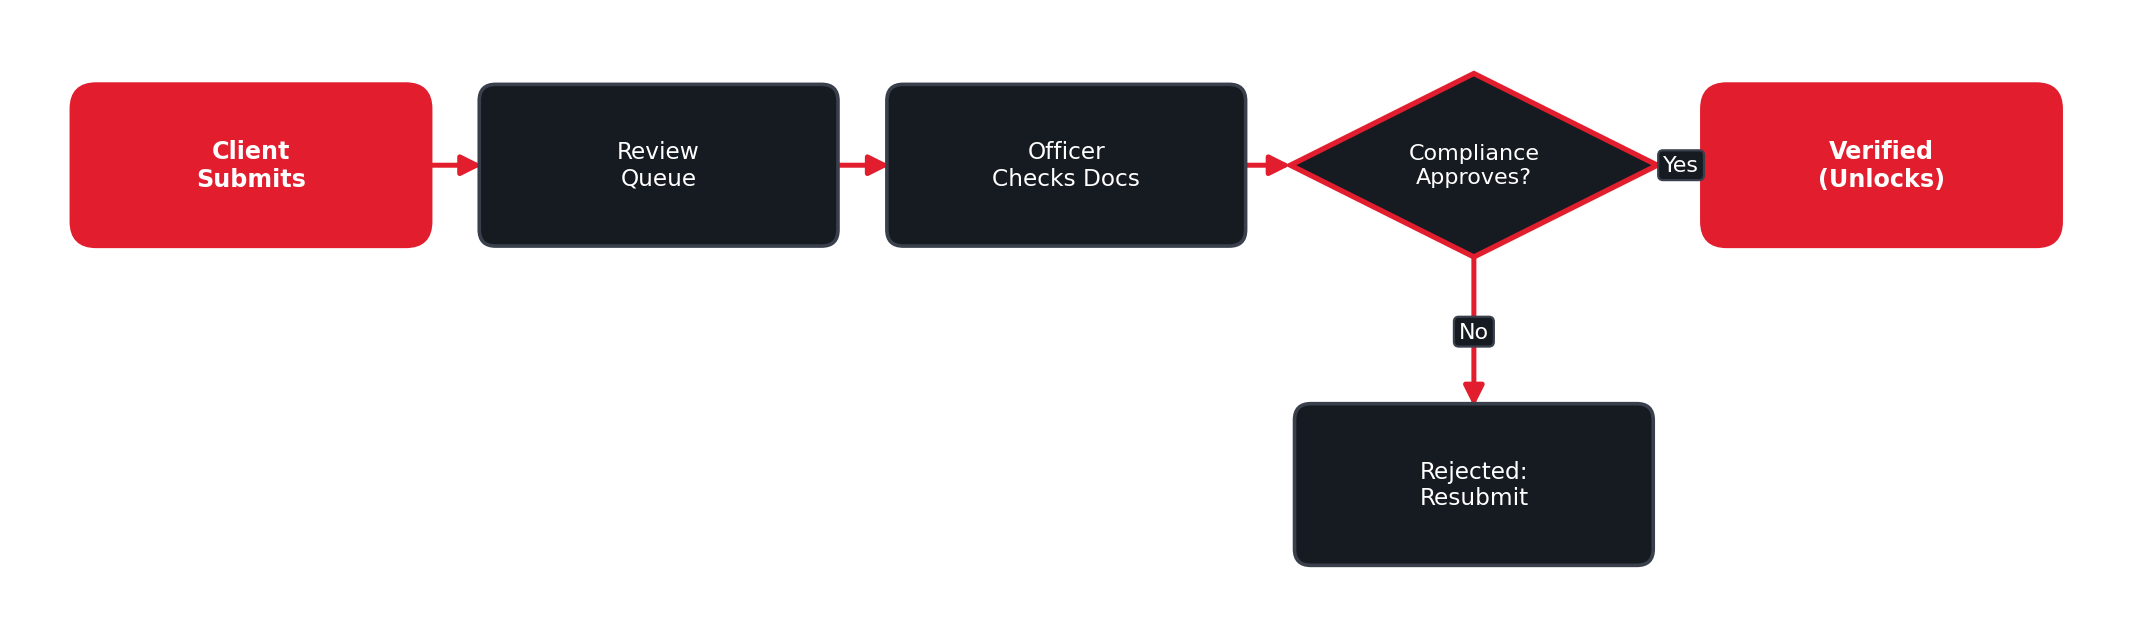 Client
Submits
Review
Queue
Officer
Checks Docs
Compliance
Approves?
Yes
Verified
(Unlocks)
No
Rejected:
Resubmit